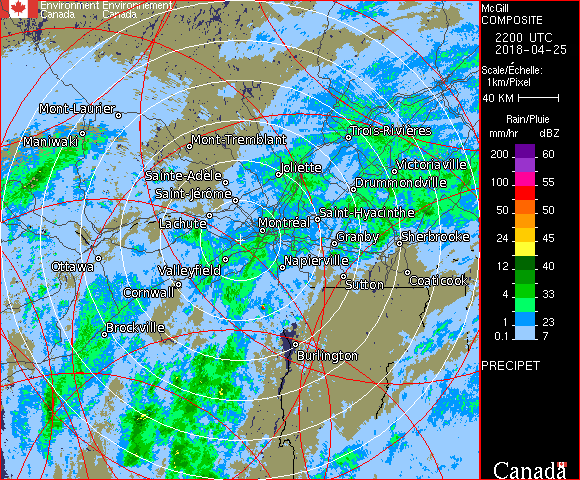 Environment Environnement
Canada Canada
McGill
COMPOSITE
2200 UTC
2018-04-25
Scale/Échelle:
1km/Pixel
40 KM
Rain/Pluie
mm/hr dBZ
200 60
100 55
50 50
24 45
12 40
4 33
1 23
0.1 7
PRECIPET
Canada
Mont-Laurier
Maniwaki
Mont-Tremblant
Trois-Rivières
Sainte-Adèle
Joliette
Victoriaville
Saint-Jérôme
Drummondville
Lachute
Montréal
Saint-Hyacinthe
Granby
Sherbrooke
Ottawa
Valleyfield
Napierville
Cornwall
Sutton
Coaticook
Brockville
Burlington